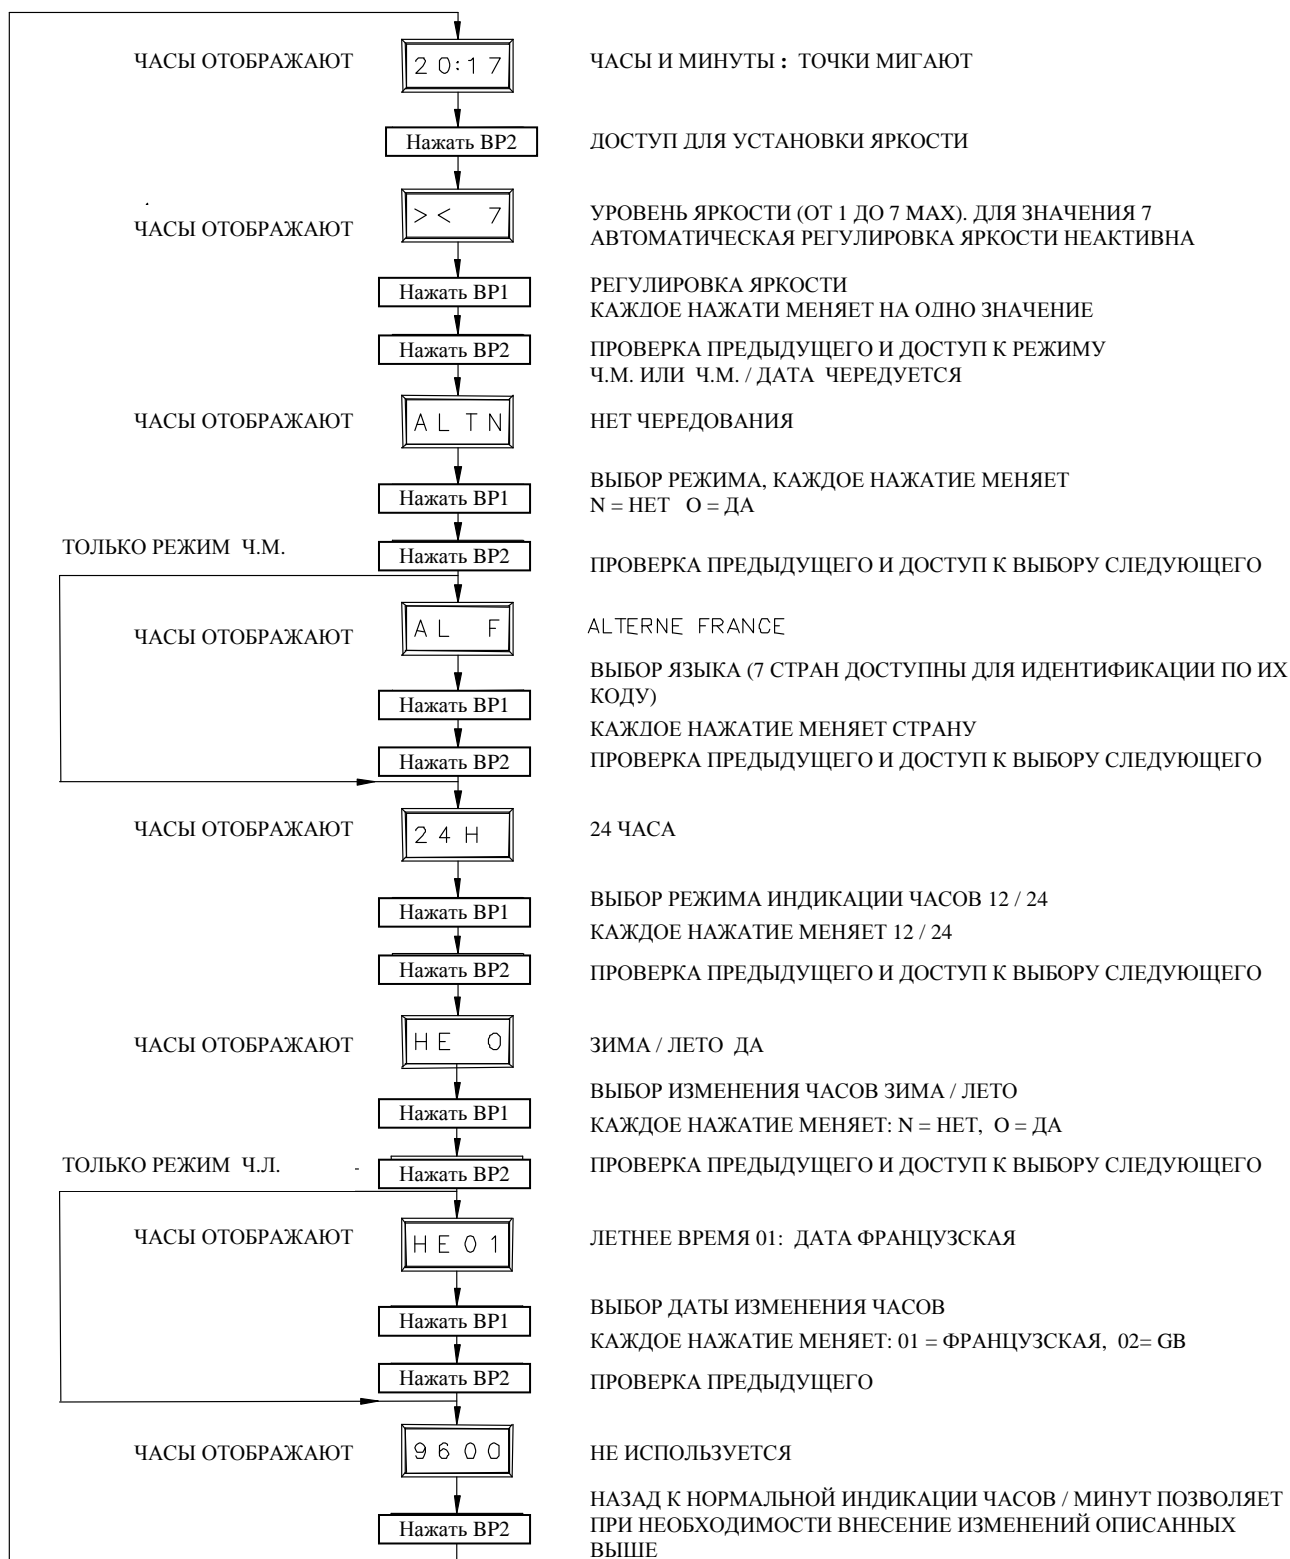 ЧАСЫ ОТОБРАЖАЮТ 20:17 ЧАСЫ И МИНУТЫ : ТОЧКИ МИГАЮТ
Нажать BP2 ДОСТУП ДЛЯ УСТАНОВКИ ЯРКОСТИ
ЧАСЫ ОТОБРАЖАЮТ >< 7 УРОВЕНЬ ЯРКОСТИ (ОТ 1 ДО 7 MAX). ДЛЯ ЗНАЧЕНИЯ 7
АВТОМАТИЧЕСКАЯ РЕГУЛИРОВКА ЯРКОСТИ НЕАКТИВНА
Нажать BP1 РЕГУЛИРОВКА ЯРКОСТИ
КАЖДОЕ НАЖАТИ МЕНЯЕТ НА ОДНО ЗНАЧЕНИЕ
Нажать BP2 ПРОВЕРКА ПРЕДЫДУЩЕГО И ДОСТУП К РЕЖИМУ
Ч.М. ИЛИ Ч.М. / ДАТА ЧЕРЕДУЕТСЯ
ЧАСЫ ОТОБРАЖАЮТ ALTN НЕТ ЧЕРЕДОВАНИЯ
Нажать BP1 ВЫБОР РЕЖИМА, КАЖДОЕ НАЖАТИЕ МЕНЯЕТ
N = НЕТ O = ДА
ТОЛЬКО РЕЖИМ Ч.М. Нажать BP2 ПРОВЕРКА ПРЕДЫДУЩЕГО И ДОСТУП К ВЫБОРУ СЛЕДУЮЩЕГО
ЧАСЫ ОТОБРАЖАЮТ AL F ALTERNE FRANCE
ВЫБОР ЯЗЫКА (7 СТРАН ДОСТУПНЫ ДЛЯ ИДЕНТИФИКАЦИИ ПО ИХ
КОДУ)
Нажать BP1 КАЖДОЕ НАЖАТИЕ МЕНЯЕТ СТРАНУ
Нажать BP2 ПРОВЕРКА ПРЕДЫДУЩЕГО И ДОСТУП К ВЫБОРУ СЛЕДУЮЩЕГО
ЧАСЫ ОТОБРАЖАЮТ 24H 24 ЧАСА
Нажать BP1 ВЫБОР РЕЖИМА ИНДИКАЦИИ ЧАСОВ 12 / 24
КАЖДОЕ НАЖАТИЕ МЕНЯЕТ 12 / 24
Нажать BP2 ПРОВЕРКА ПРЕДЫДУЩЕГО И ДОСТУП К ВЫБОРУ СЛЕДУЮЩЕГО
ЧАСЫ ОТОБРАЖАЮТ HE O ЗИМА / ЛЕТО ДА
ВЫБОР ИЗМЕНЕНИЯ ЧАСОВ ЗИМА / ЛЕТО
Нажать BP1 КАЖДОЕ НАЖАТИЕ МЕНЯЕТ: N = НЕТ, O = ДА
ТОЛЬКО РЕЖИМ Ч.Л. Нажать BP2 ПРОВЕРКА ПРЕДЫДУЩЕГО И ДОСТУП К ВЫБОРУ СЛЕДУЮЩЕГО
ЧАСЫ ОТОБРАЖАЮТ HE01 ЛЕТНЕЕ ВРЕМЯ 01: ДАТА ФРАНЦУЗСКАЯ
Нажать BP1 ВЫБОР ДАТЫ ИЗМЕНЕНИЯ ЧАСОВ
КАЖДОЕ НАЖАТИЕ МЕНЯЕТ: 01 = ФРАНЦУЗСКАЯ, 02= GB
Нажать BP2 ПРОВЕРКА ПРЕДЫДУЩЕГО
ЧАСЫ ОТОБРАЖАЮТ 9600 НЕ ИСПОЛЬЗУЕТСЯ
НАЗАД К НОРМАЛЬНОЙ ИНДИКАЦИИ ЧАСОВ / МИНУТ ПОЗВОЛЯЕТ
Нажать BP2 ПРИ НЕОБХОДИМОСТИ ВНЕСЕНИЕ ИЗМЕНЕНИЙ ОПИСАННЫХ
ВЫШЕ